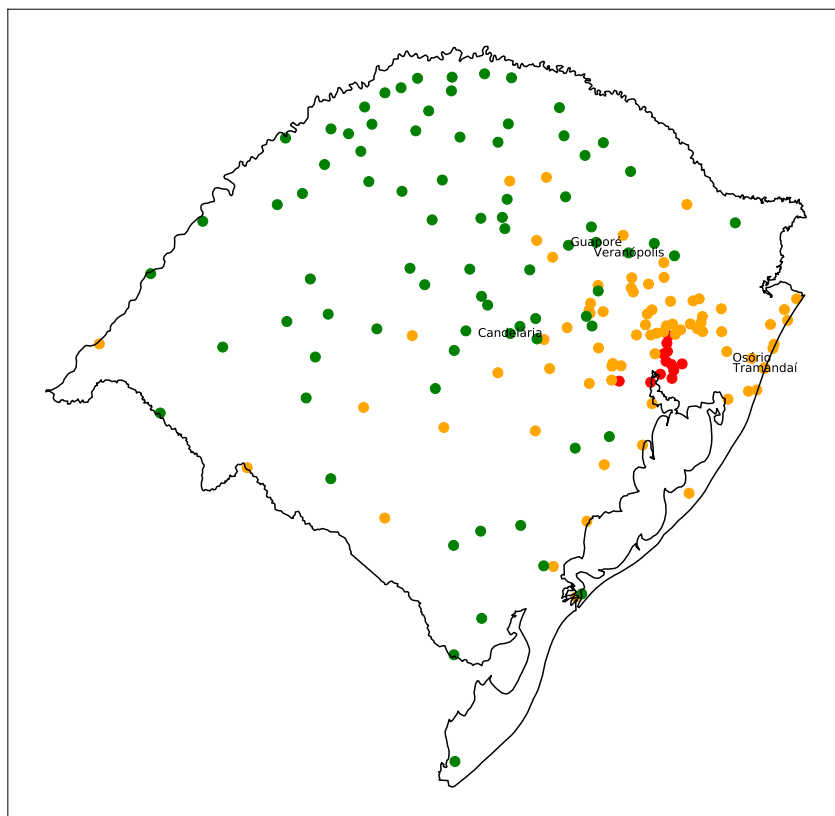 Guaporé
Veranópolis
Candelária
Osório
Tramandaí